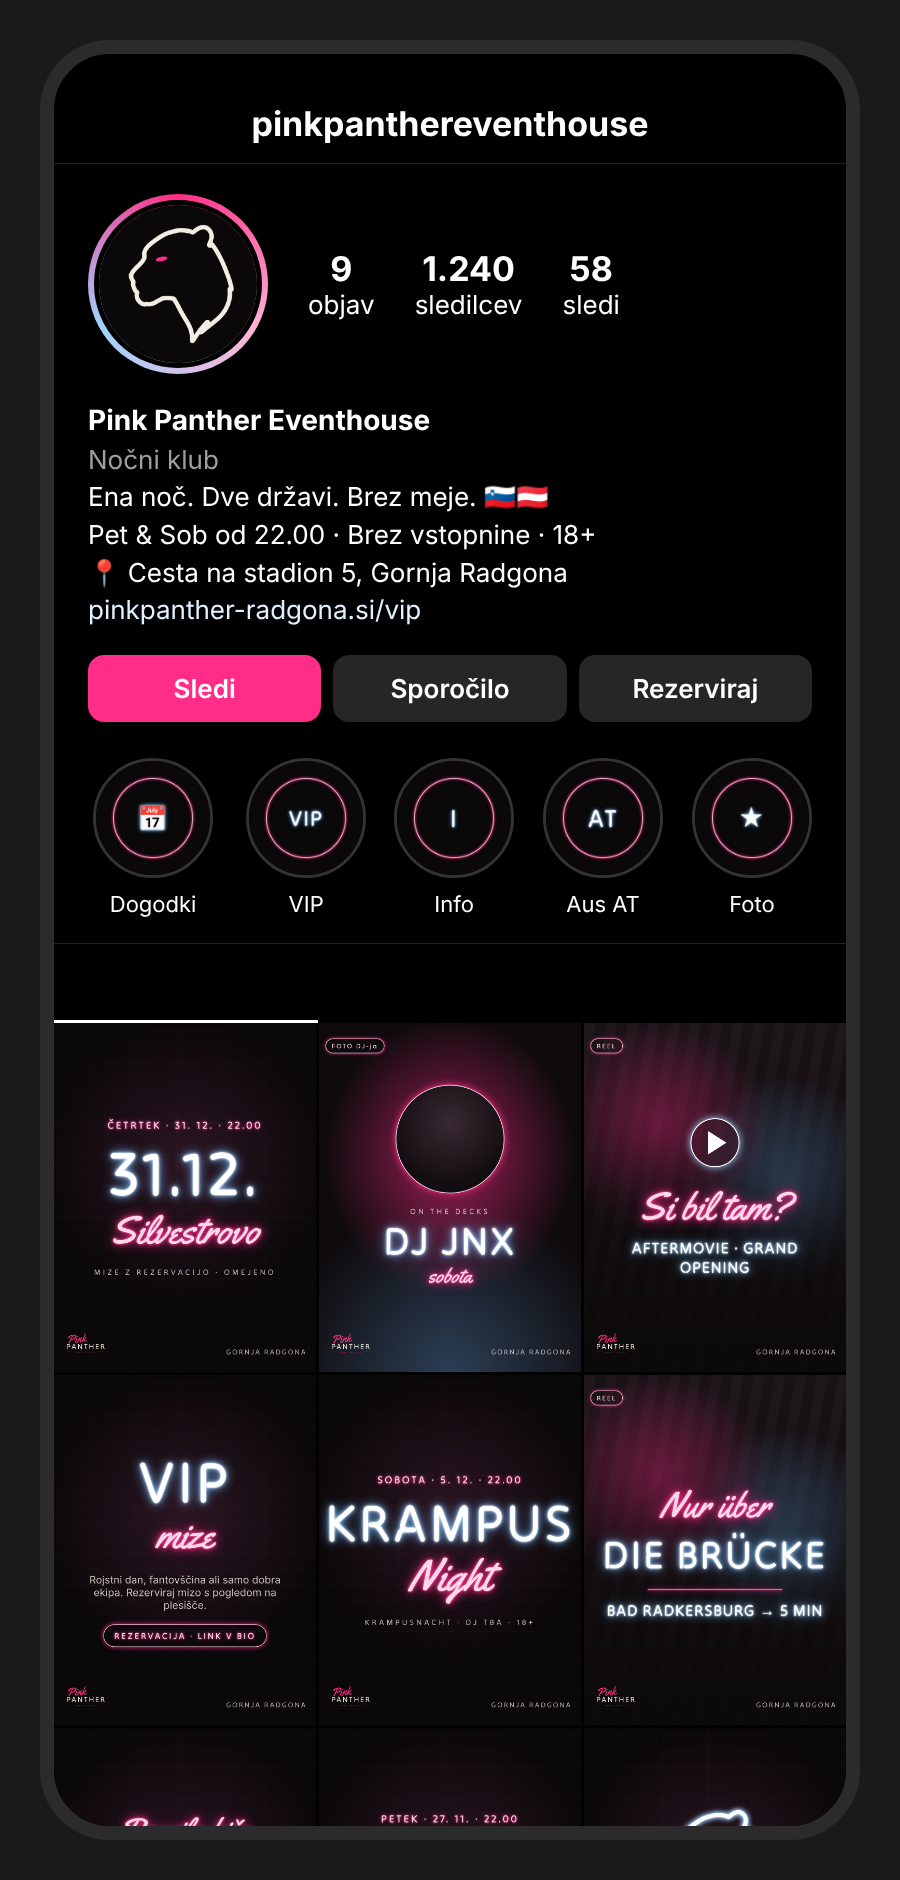 pinkpanthereventhouse
9 1.240 58
objav sledilcev sledi
Pink Panther Eventhouse
Nočni klub
Ena noč. Dve državi. Brez meje. 🇸🇮🇦🇹
Pet & Sob od 22.00 · Brez vstopnine · 18+
📍 Cesta na stadion 5, Gornja Radgona
pinkpanther-radgona.si/vip
Sledi Sporočilo Rezerviraj
July
17
VIP I AT ★
Dogodki VIP Info Aus AT Foto
ČETRTEK · 31. 12. · 22.00
31.12.
Silvestrovo
MIZE Z REZERVACIJO · OMEJENO
Pink
PANTHER
GORNJA RADGONA
FOTO DJ-ja
ON THE DECKS
DJ JNX
sobota
Pink
PANTHER
GORNJA RADGONA
REEL
Si bil tam?
AFTERMOVIE · GRAND
OPENING
Pink
PANTHER
GORNJA RADGONA
VIP
mize
Rojstni dan, fantovščina ali samo dobra
ekipa. Rezerviraj mizo s pogledom na
plesišče.
REZERVACIJA · LINK V BIO
Pink
PANTHER
GORNJA RADGONA
SOBOTA · 5. 12. · 22.00
KRAMPUS
Night
KRAMPUSNACHT · DJ TBA · 18+
Pink
PANTHER
GORNJA RADGONA
REEL
Nur über
DIE BRÜCKE
BAD RADKERSBURG → 5 MIN
Pink
PANTHER
GORNJA RADGONA
PETEK · 27. 11. · 22.00